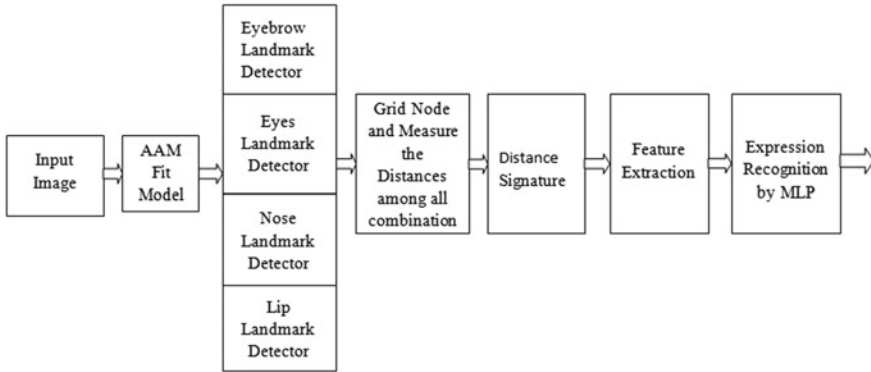 Input
Image
AAM
Fit
Model
Eyebrow
Landmark
Detector
Eyes
Landmark
Detector
Nose
Landmark
Detector
Lip
Landmark
Detector
Grid Node
and Measure
the
Distances
among all
combination
Distance
Signature
Feature
Extraction
Expression
Recognition
by MLP